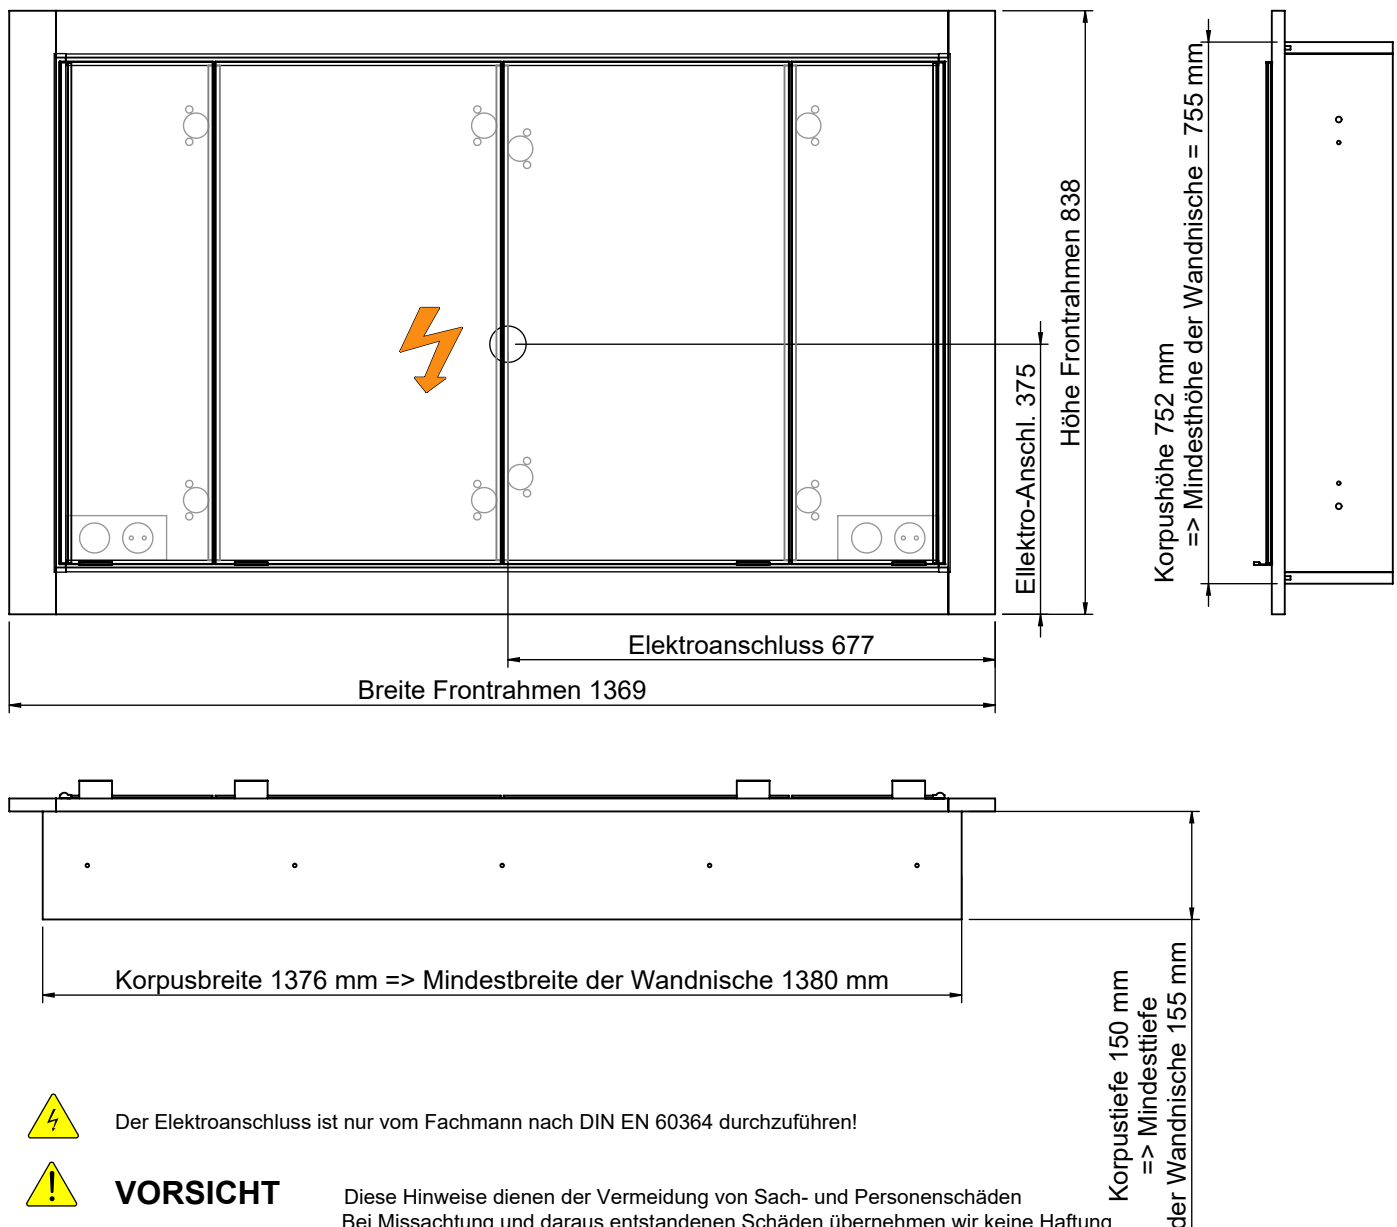 Höhe Frontrahmen 838
Ellektro-Anschl. 375
Elektroanschluss 677
Breite Frontrahmen 1369
Korpushöhe 752 mm
=> Mindesthöhe der Wandnische = 755 mm
Korpusbreite 1376 mm => Mindestbreite der Wandnische 1380 mm
Korpustiefe 150 mm
=> Mindesttiefe
der Wandnische 155 mm
Der Elektroanschluss ist nur vom Fachmann nach DIN EN 60364 durchzuführen!
VORSICHT
Diese Hinweise dienen der Vermeidung von Sach- und Personenschäden
Bei Missachtung und daraus entstandenen Schäden übernehmen wir keine Haftung